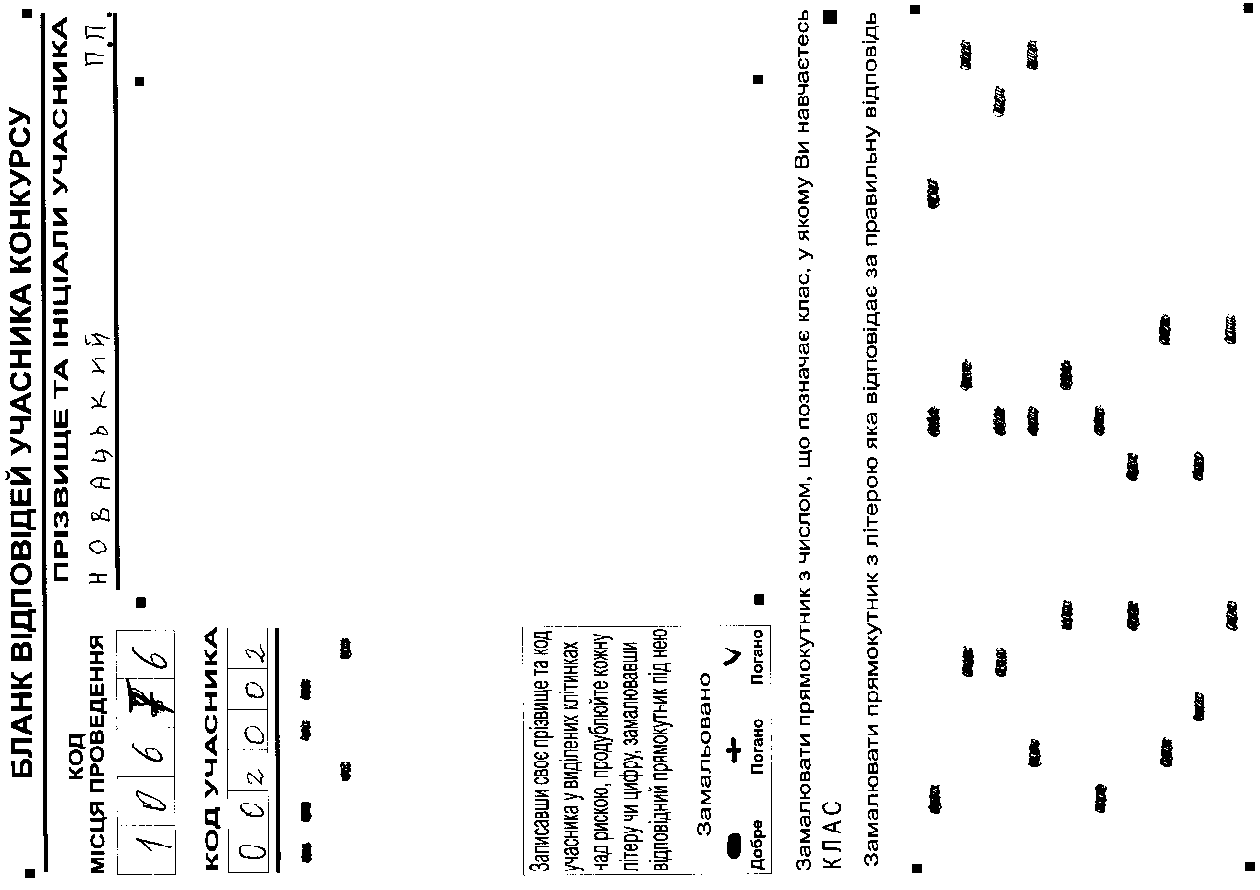 БЛАНК ВІДПОВІДЕЙ УЧАСНИКА КОНКУРСУ
ПРІЗВИЩЕ ТА ІНІЦІАЛИ УЧАСНИКА
НОВАЦЬКИЙ П.П.
КОД
МІСЦЯ ПРОВЕДЕННЯ
1 0 6 6
КОД УЧАСНИКА
0 0 2 0 0 2
Записавши своє прізвище та код
учасника у виділених клітинках
над рискою, продублюйте кожну
літеру чи цифру, замалювавши
відповідний прямокутник під нею
Замальовано
Добре Погано Погано
Замалювати прямокутник з числом, що позначає клас, у якому Ви навчаєтесь
КЛАС
Замалювати прямокутник з літерою яка відповідає за правильну відповідь